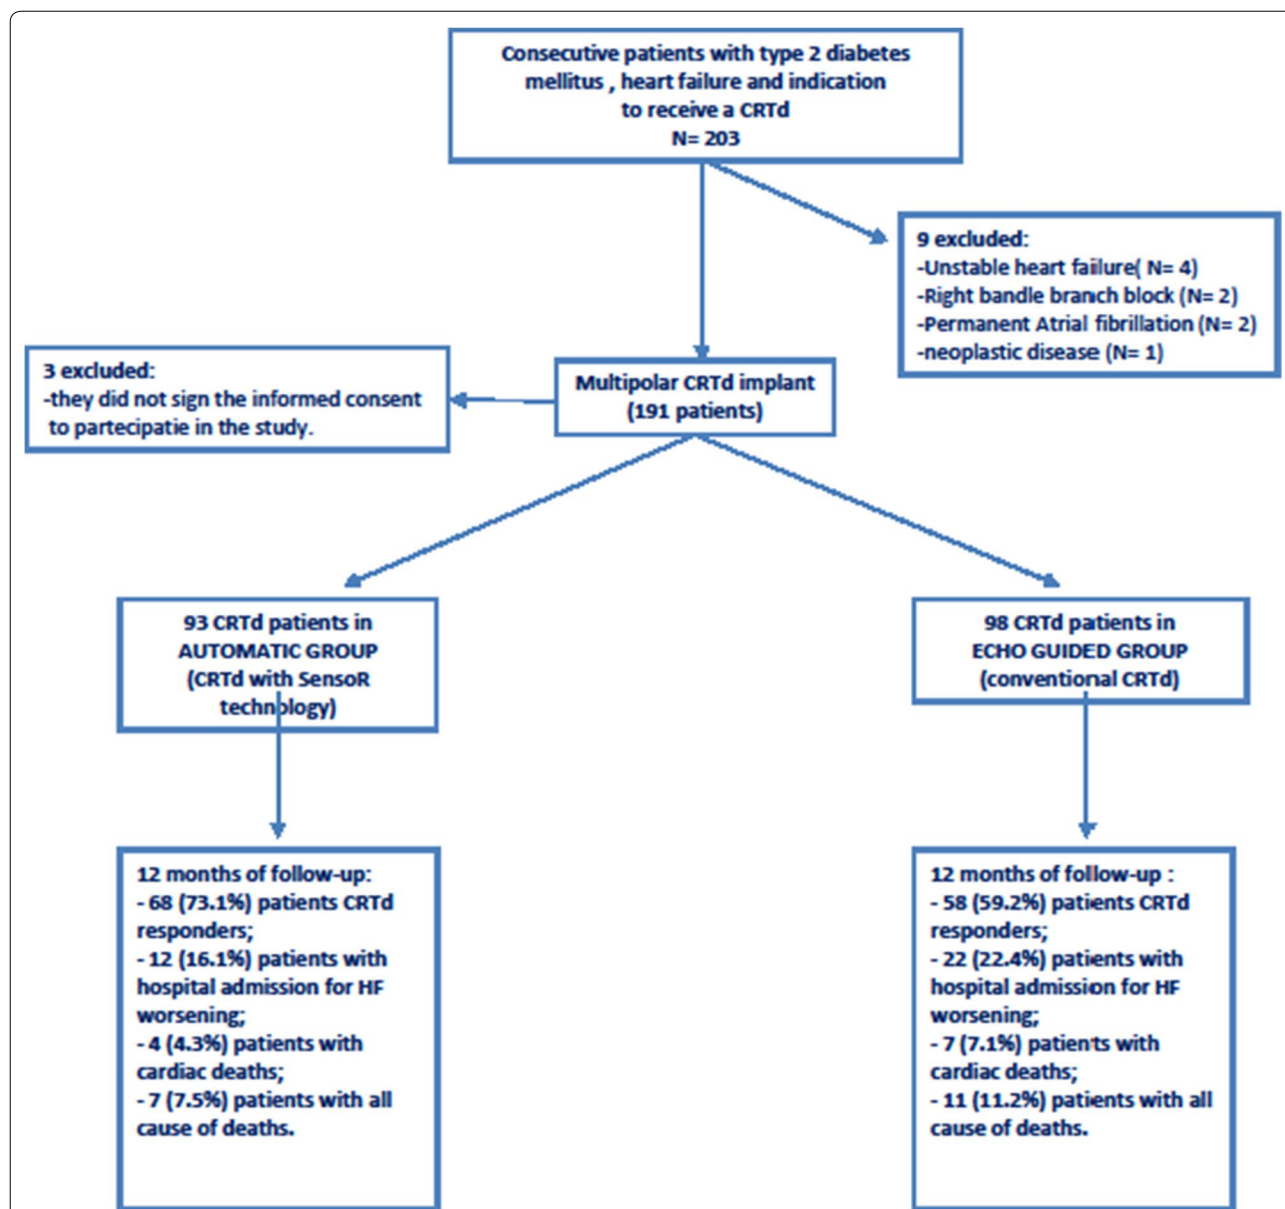 Consecutive patients with type 2 diabetes
mellitus , heart failure and indication
to receive a CRTd
N= 203
9 excluded:
-Unstable heart failure( N= 4)
-Right bandle branch block (N= 2)
-Permanent Atrial fibrillation (N= 2)
-neoplastic disease (N= 1)
3 excluded:
-they did not sign the informed consent
to partecipatie in the study.
Multipolar CRTd implant
(191 patients)
93 CRTd patients in
AUTOMATIC GROUP
(CRTd with SensoR
technology)
98 CRTd patients in
ECHO GUIDED GROUP
(conventional CRTd)
12 months of follow-up:
- 68 (73.1%) patients CRTd
responders;
- 12 (16.1%) patients with
hospital admission for HF
worsening;
- 4 (4.3%) patients with
cardiac deaths;
- 7 (7.5%) patients with all
cause of deaths.
12 months of follow-up :
- 58 (59.2%) patients CRTd
responders;
- 22 (22.4%) patients with
hospital admission for HF
worsening;
- 7 (7.1%) patients with
cardiac deaths;
- 11 (11.2%) patients with all
cause of deaths.